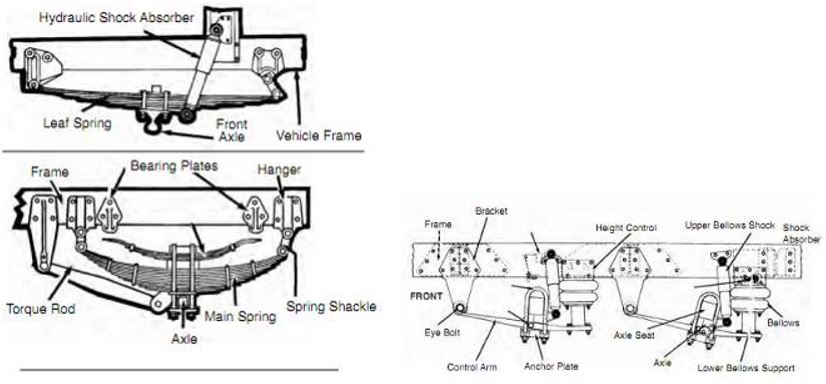 Hydraulic Shock Absorber
Leaf Spring
Front
Axle
Vehicle Frame
Frame
Bearing Plates
Hanger
Torque Rod
Main Spring
Spring Shackle
Axle
Bracket
Frame
Height Control
Upper Bellows Shock
Shock
Absorber
FRONT
Eye Bolt
Axle Seat
Bellows
Control Arm
Anchor Plate
Axle
Lower Bellows Support